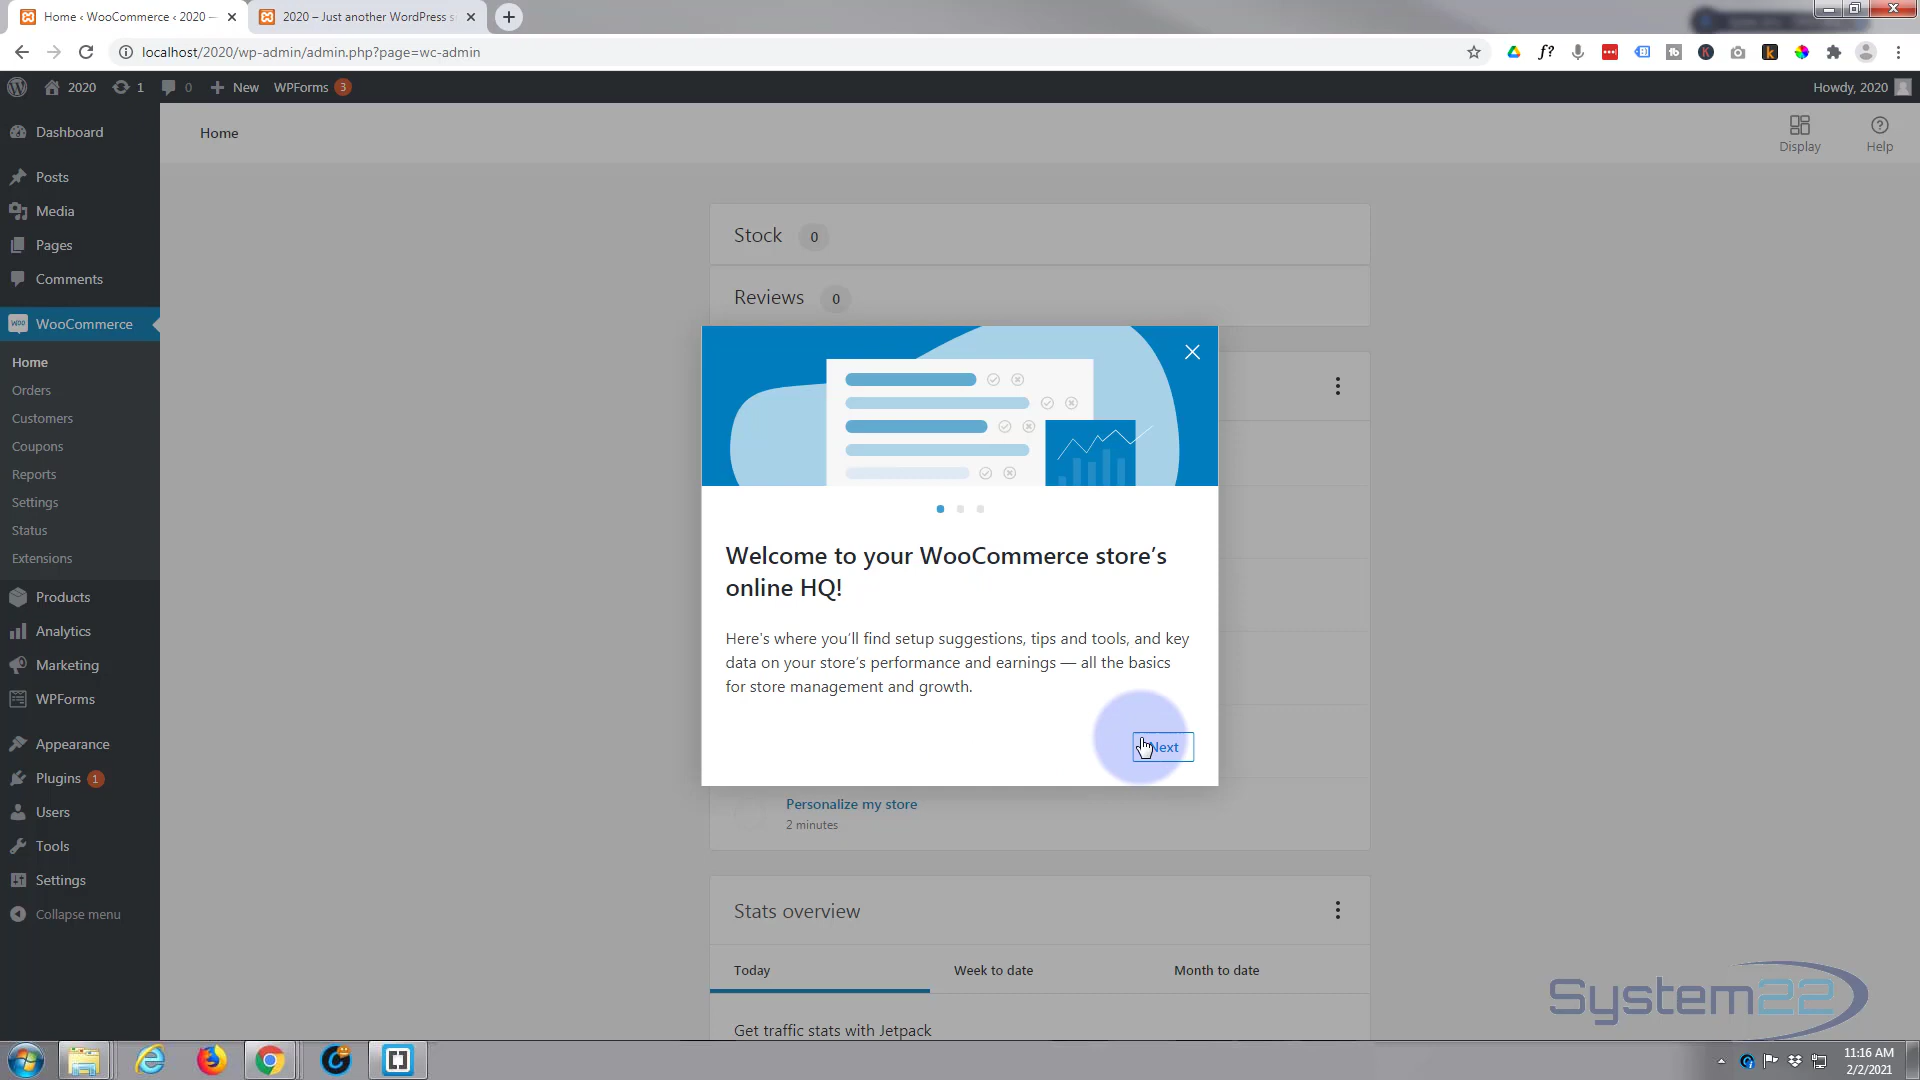 Home ‹ WooCommerce ‹ 2020 —
2020 – Just another WordPress s
localhost/2020/wp-admin/admin.php?page=wc-admin
2020
1
0
New
WPForms 3
Howdy, 2020
Dashboard
Posts
Media
Pages
Comments
WooCommerce
Home
Orders
Customers
Coupons
Reports
Settings
Status
Extensions
Products
Analytics
Marketing
WPForms
Appearance
Plugins 1
Users
Tools
Settings
Collapse menu
Home
Display
Help
Stock 0
Reviews 0
Welcome to your WooCommerce store's
online HQ!
Here's where you'll find setup suggestions, tips and tools, and key
data on your store's performance and earnings — all the basics
for store management and growth.
Next
Personalize my store
2 minutes
Stats overview
Today
Week to date
Month to date
Get traffic stats with Jetpack
System22
11:16 AM
2/2/2021